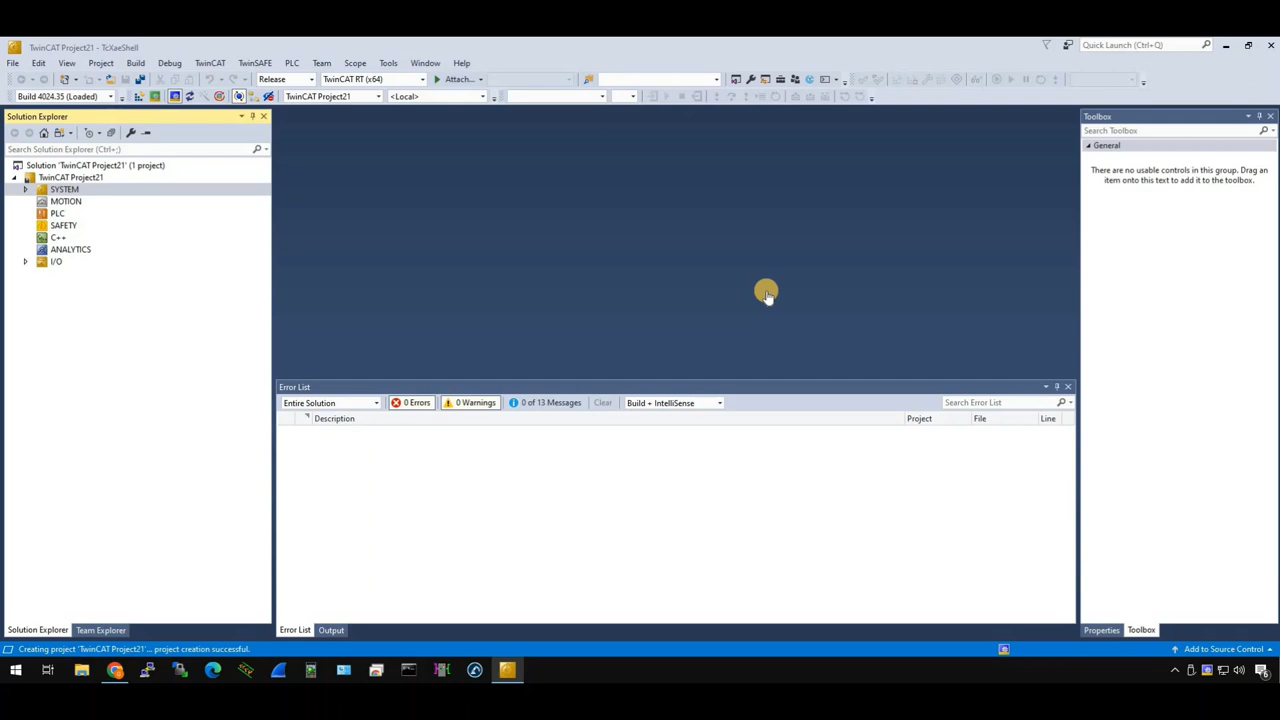 TwinCAT Project21 - TcXaeShell
Quick Launch (Ctrl+Q)
File Edit View Project Build Debug TwinCAT TwinSAFE PLC Team Scope Tools Window Help
Release TwinCAT RT (x64) Attach...
Build 4024.35 (Loaded) TwinCAT Project21 <Local>
Solution Explorer
Search Solution Explorer (Ctrl+;)
Solution 'TwinCAT Project21' (1 project)
TwinCAT Project21
SYSTEM
MOTION
PLC
SAFETY
C++
ANALYTICS
I/O
Solution Explorer Team Explorer
Error List
Entire Solution 0 Errors 0 Warnings 0 of 13 Messages Clear Build + IntelliSense Search Error List
Description Project File Line
Error List Output
Toolbox
Search Toolbox
General
There are no usable controls in this group. Drag an
item onto this text to add it to the toolbox.
Properties Toolbox
Creating project 'TwinCAT Project21'... project creation successful. Add to Source Control
6